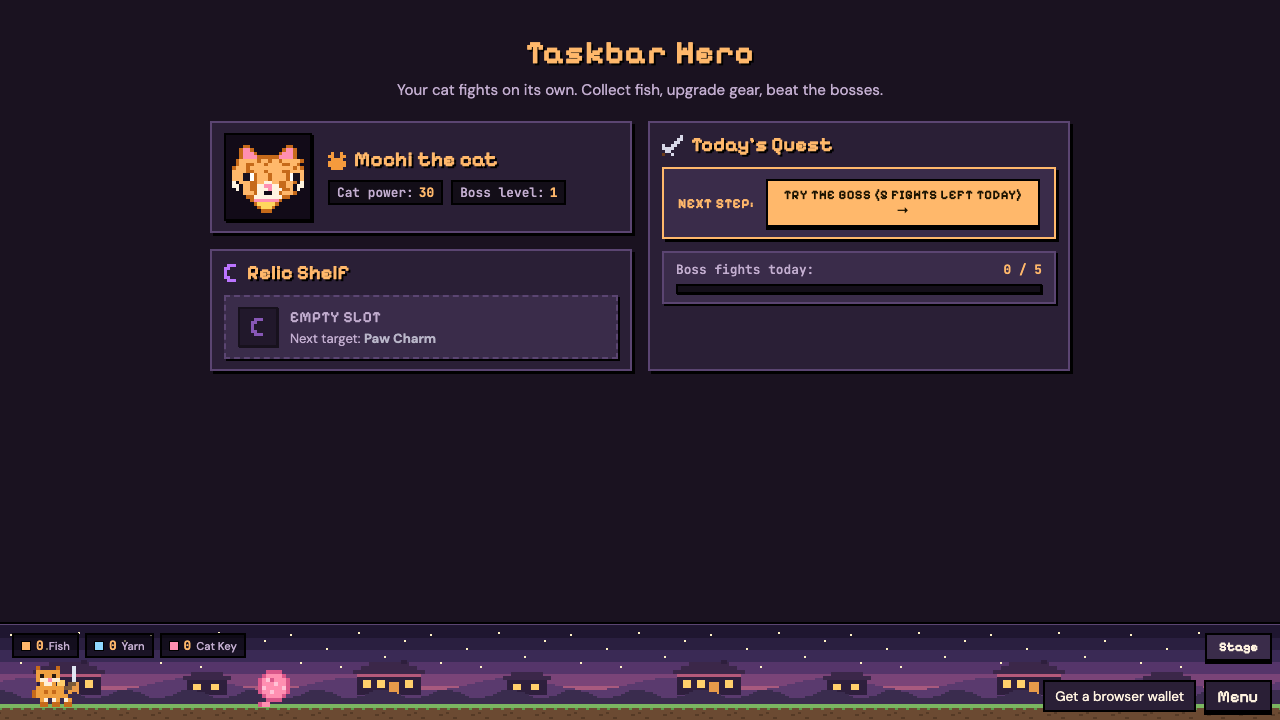 Taskbar Hero
Your cat fights on its own. Collect fish, upgrade gear, beat the bosses.
Mochi the cat
Cat power: 30
Boss level: 1
Relic Shelf
EMPTY SLOT
Next target: Paw Charm
Today's Quest
NEXT STEP:
TRY THE BOSS (5 FIGHTS LEFT TODAY)
→
Boss fights today: 0 / 5
0 Fish
0 Yarn
0 Cat Key
Stage
Get a browser wallet
Menu